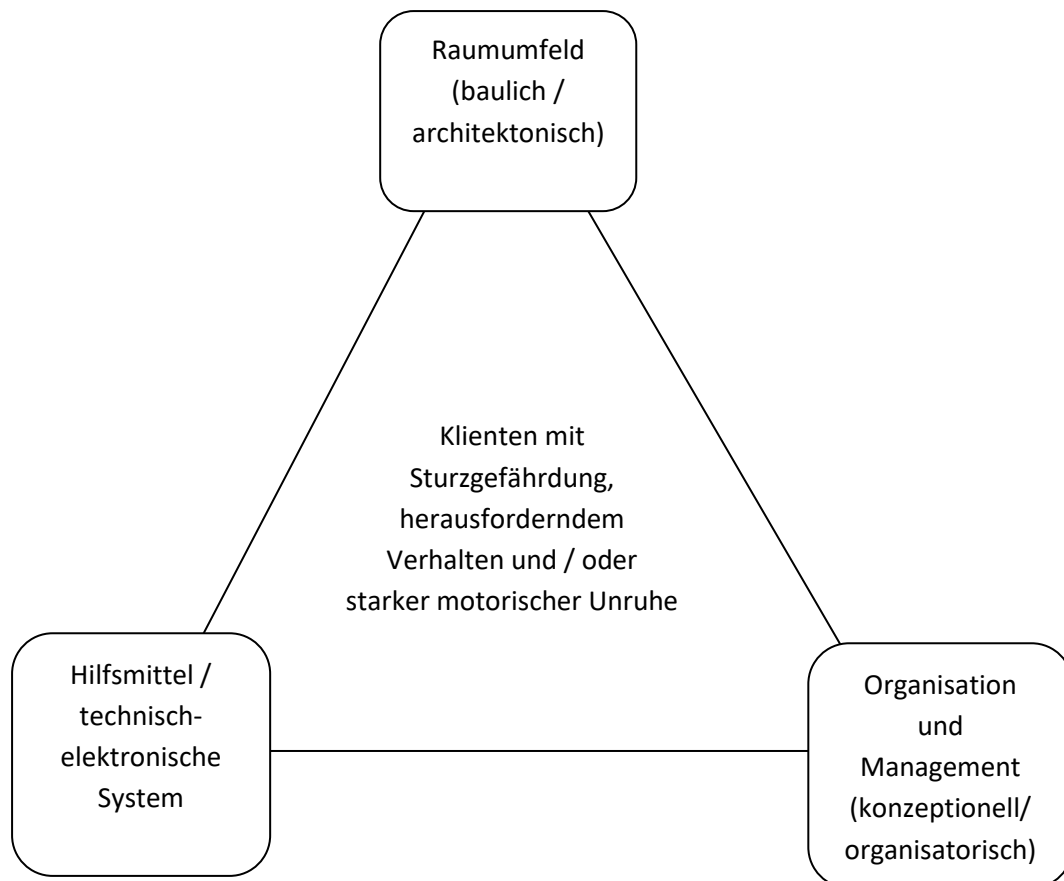 Raumumfeld
(baulich /
architektonisch)
Klienten mit
Sturzgefährdung,
herausforderndem
Verhalten und / oder
starker motorischer Unruhe
Hilfsmittel /
technisch-
elektronische
System
Organisation
und
Management
(konzeptionell/
organisatorisch)